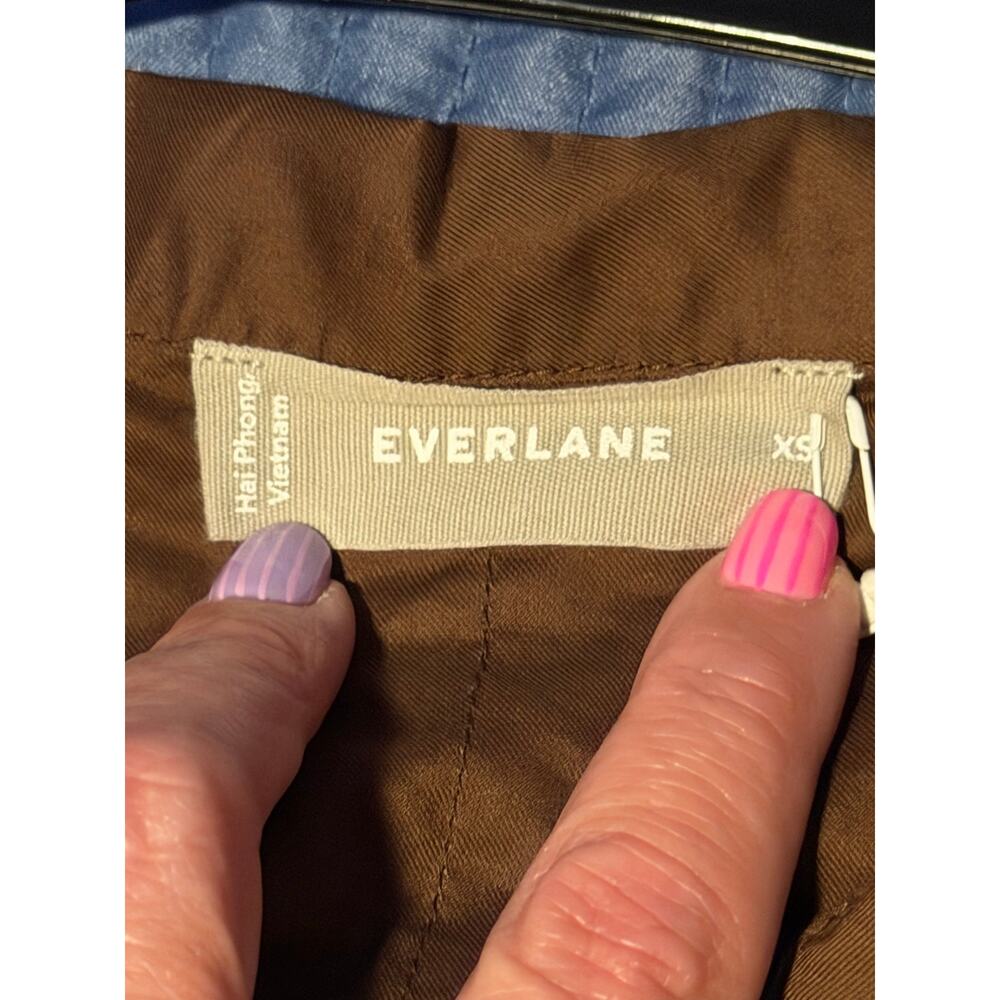 Hai Phong,
Vietnam
EVERLANE
XS